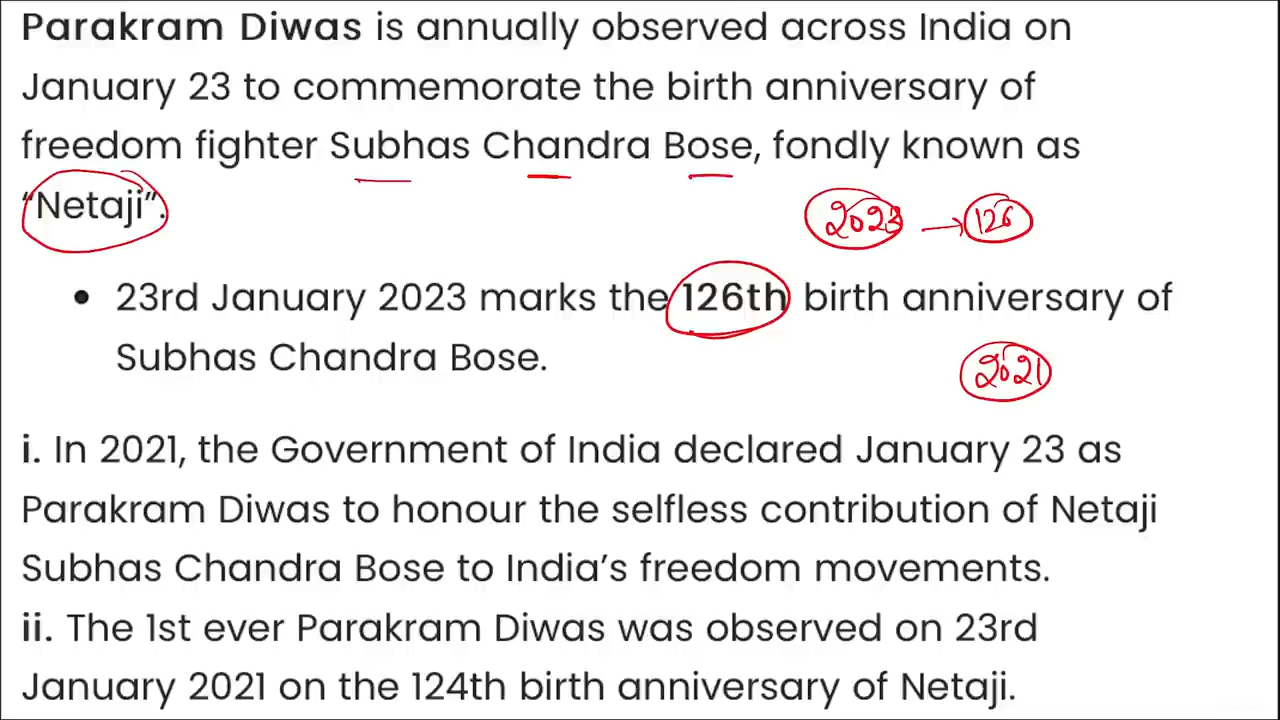 Parakram Diwas is annually observed across India on
January 23 to commemorate the birth anniversary of
freedom fighter Subhas Chandra Bose, fondly known as
“Netaji”.
2023 → 126
• 23rd January 2023 marks the 126th birth anniversary of
Subhas Chandra Bose.
2021
i. In 2021, the Government of India declared January 23 as
Parakram Diwas to honour the selfless contribution of Netaji
Subhas Chandra Bose to India’s freedom movements.
ii. The 1st ever Parakram Diwas was observed on 23rd
January 2021 on the 124th birth anniversary of Netaji.